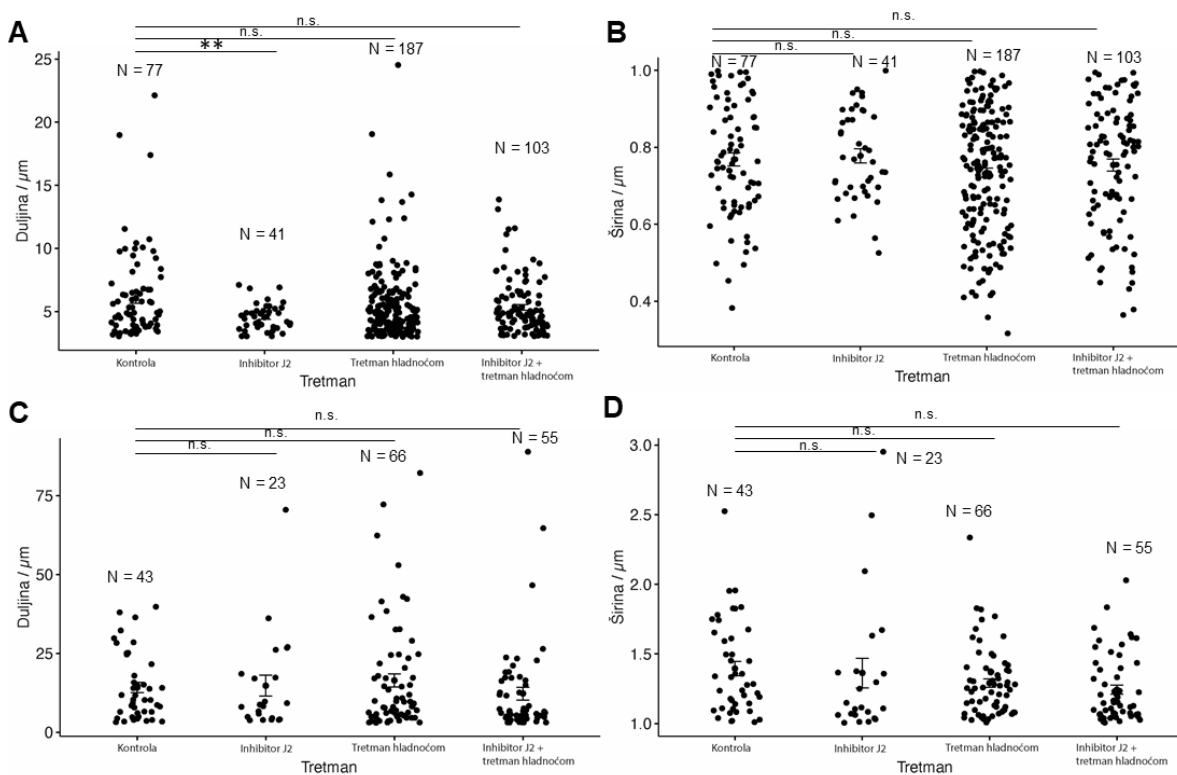 A
n.s.
n.s.
**
N = 77
N = 41
N = 187
N = 103
25
20
15
10
5
Duljina / µm
Kontrola
Inhibitor J2
Tretman hladnoćom
Inhibitor J2 +
tretman hladnoćom
Tretman
B
n.s.
n.s.
n.s.
N = 77
N = 41
N = 187
N = 103
1.0
0.8
0.6
0.4
Širina / µm
Kontrola
Inhibitor J2
Tretman hladnoćom
Inhibitor J2 +
tretman hladnoćom
Tretman
C
n.s.
n.s.
n.s.
N = 43
N = 23
N = 66
N = 55
75
50
25
0
Duljina / µm
Kontrola
Inhibitor J2
Tretman hladnoćom
Inhibitor J2 +
tretman hladnoćom
Tretman
D
n.s.
n.s.
n.s.
N = 43
N = 23
N = 66
N = 55
3.0
2.5
2.0
1.5
1.0
Širina / µm
Kontrola
Inhibitor J2
Tretman hladnoćom
Inhibitor J2 +
tretman hladnoćom
Tretman